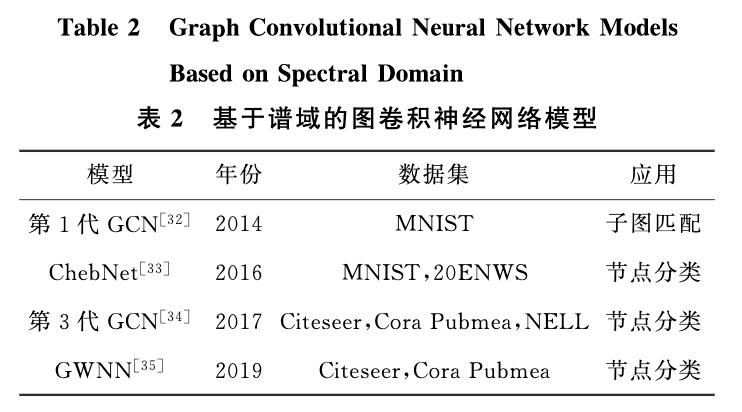 Table 2 Graph Convolutional Neural Network Models
Based on Spectral Domain
表 2 基于谱域的图卷积神经网络模型
模型 年份 数据集 应用
第 1 代 GCN[32] 2014 MNIST 子图匹配
ChebNet[33] 2016 MNIST,20ENWS 节点分类
第 3 代 GCN[34] 2017 Citeseer,Cora Pubmea,NELL 节点分类
GWNN[35] 2019 Citeseer,Cora Pubmea 节点分类